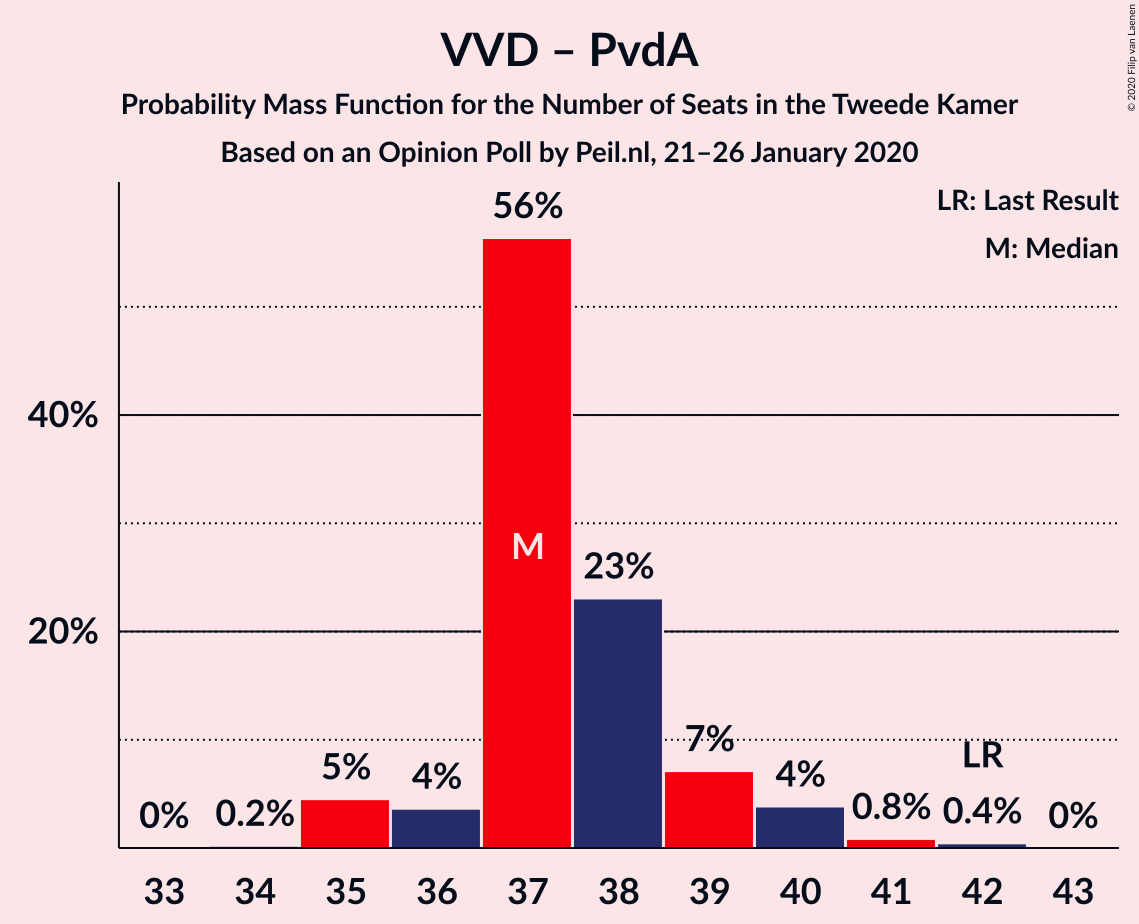 VVD – PvdA
Probability Mass Function for the Number of Seats in the Tweede Kamer
Based on an Opinion Poll by Peil.nl, 21–26 January 2020
© 2020 Filip van Laenen
LR: Last Result
M: Median
56%
40%
M
23%
20%
7%
5%
4%
4%
LR
0%
0.2%
0.8%
0.4%
0%
33 34 35 36 37 38 39 40 41 42 43